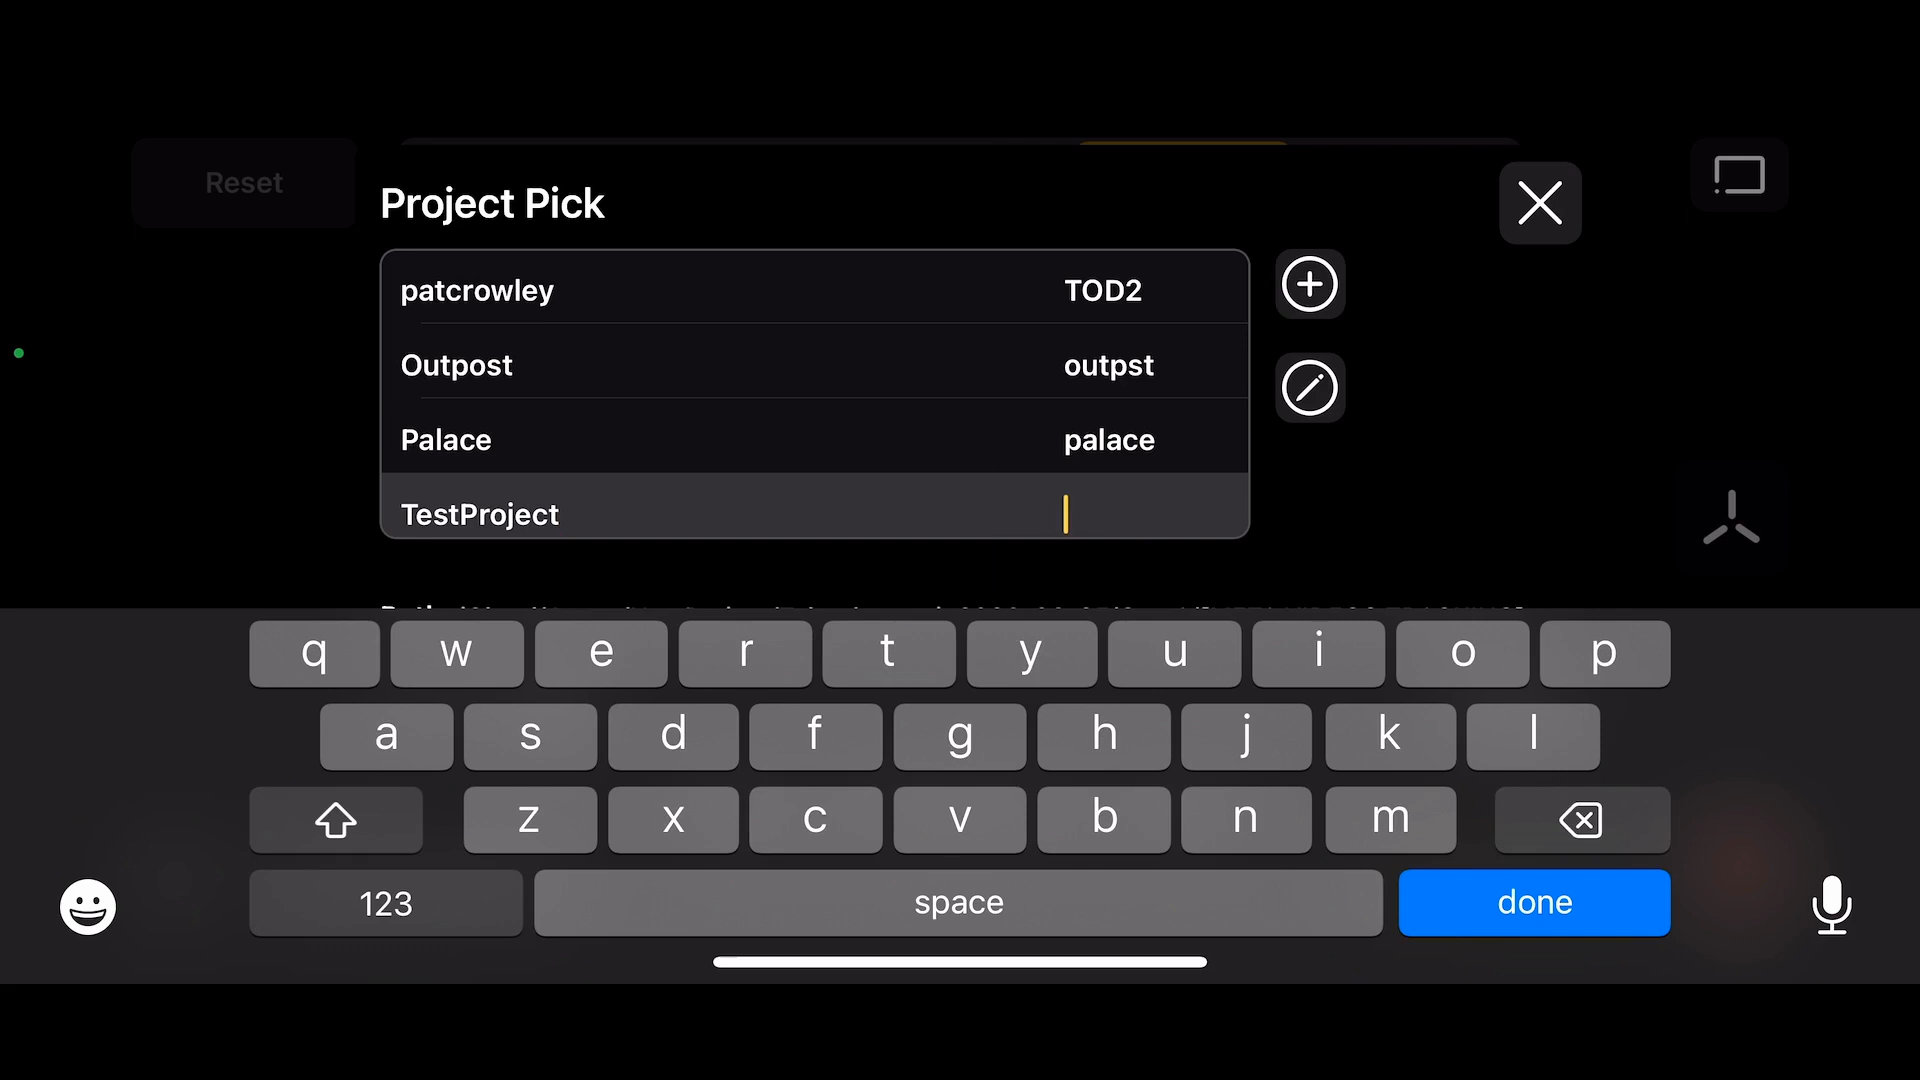 Reset
Project Pick
patcrowley TOD2
Outpost outpst
Palace palace
TestProject
q w e r t y u i o p
a s d f g h j k l
z x c v b n m
123 space done